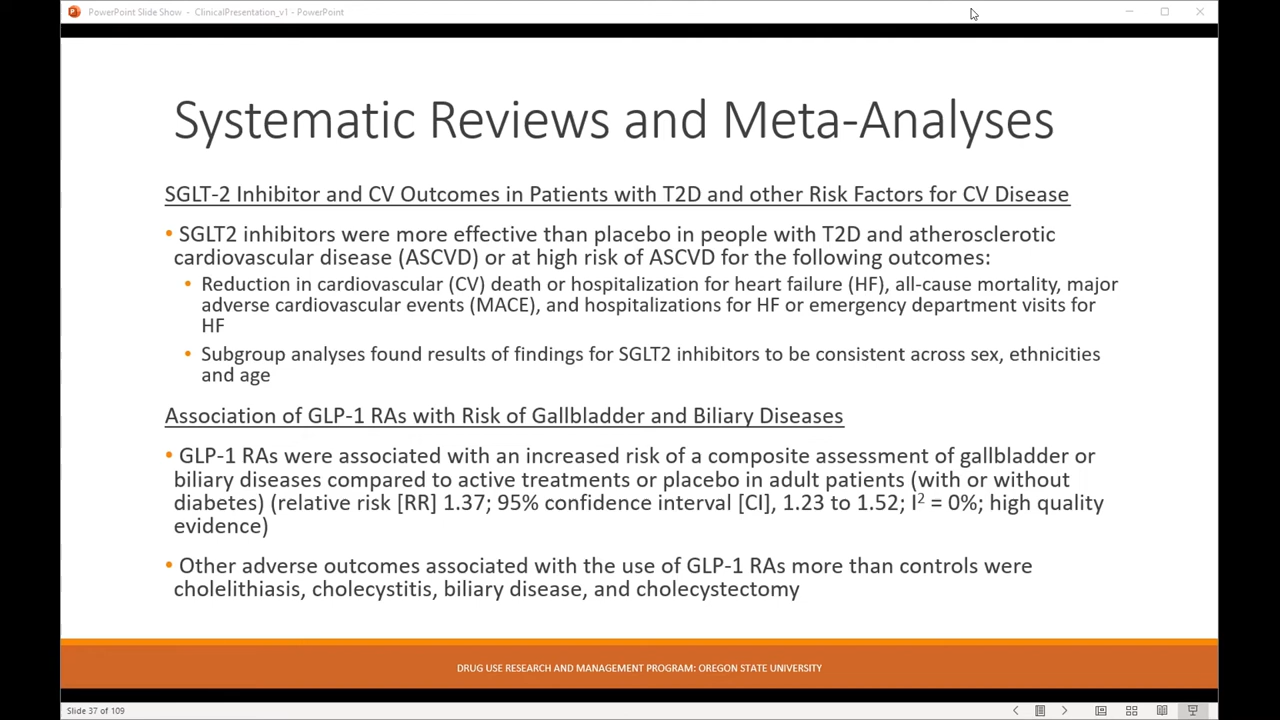 PowerPoint Slide Show - ClinicalPresentation_v1 - PowerPoint
Systematic Reviews and Meta-Analyses
SGLT-2 Inhibitor and CV Outcomes in Patients with T2D and other Risk Factors for CV Disease
• SGLT2 inhibitors were more effective than placebo in people with T2D and atherosclerotic
cardiovascular disease (ASCVD) or at high risk of ASCVD for the following outcomes:
• Reduction in cardiovascular (CV) death or hospitalization for heart failure (HF), all-cause mortality, major
adverse cardiovascular events (MACE), and hospitalizations for HF or emergency department visits for
HF
• Subgroup analyses found results of findings for SGLT2 inhibitors to be consistent across sex, ethnicities
and age
Association of GLP-1 RAs with Risk of Gallbladder and Biliary Diseases
• GLP-1 RAs were associated with an increased risk of a composite assessment of gallbladder or
biliary diseases compared to active treatments or placebo in adult patients (with or without
diabetes) (relative risk [RR] 1.37; 95% confidence interval [CI], 1.23 to 1.52; I² = 0%; high quality
evidence)
• Other adverse outcomes associated with the use of GLP-1 RAs more than controls were
cholelithiasis, cholecystitis, biliary disease, and cholecystectomy
DRUG USE RESEARCH AND MANAGEMENT PROGRAM: OREGON STATE UNIVERSITY
Slide 37 of 109